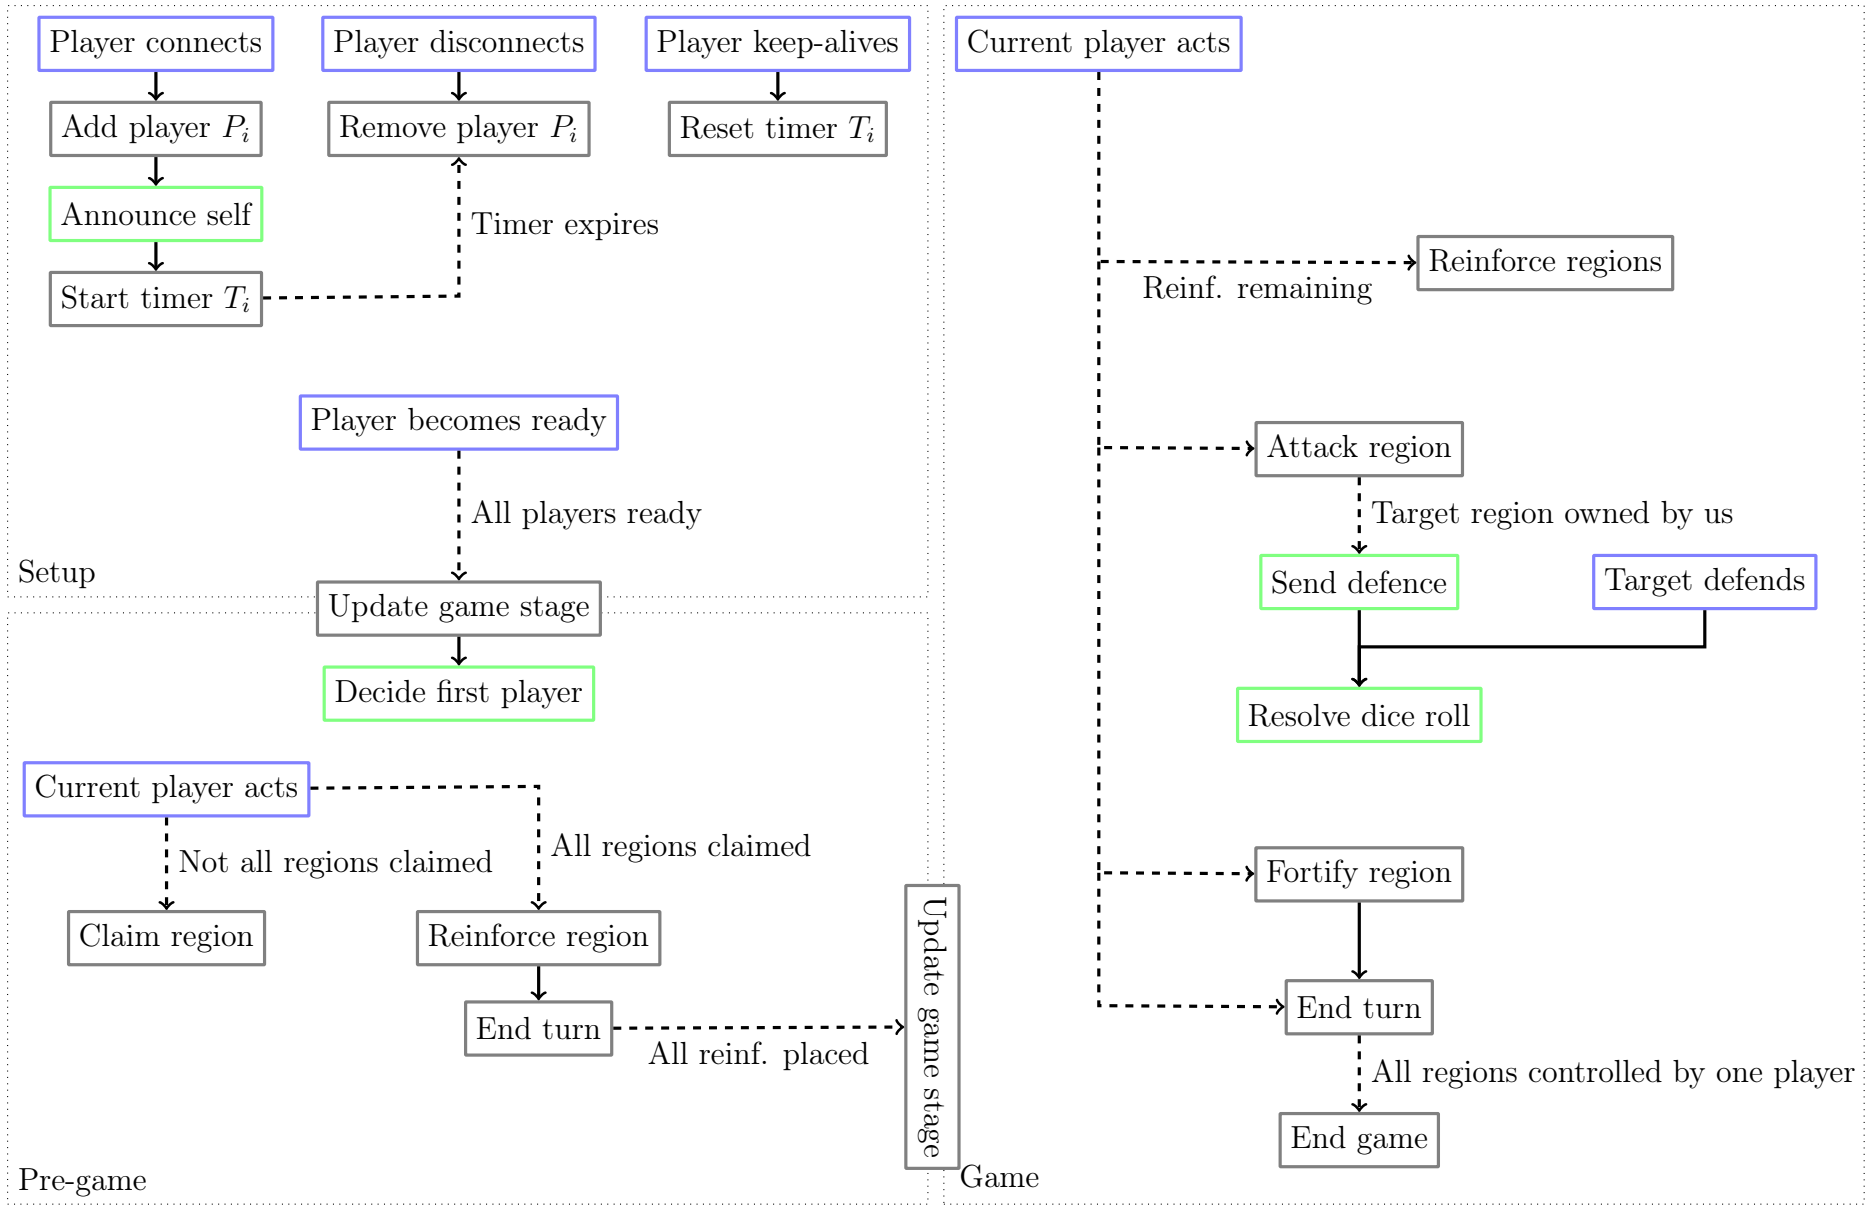 Player connects
Player disconnects
Player keep-alives
Add player P_i
Remove player P_i
Reset timer T_i
Announce self
Timer expires
Start timer T_i
Player becomes ready
All players ready
Setup
Update game stage
Decide first player
Current player acts
Not all regions claimed
All regions claimed
Claim region
Reinforce region
End turn
All reinf. placed
Update game stage
Pre-game
Current player acts
Reinforce regions
Reinf. remaining
Attack region
Target region owned by us
Send defence
Target defends
Resolve dice roll
Fortify region
End turn
All regions controlled by one player
End game
Game